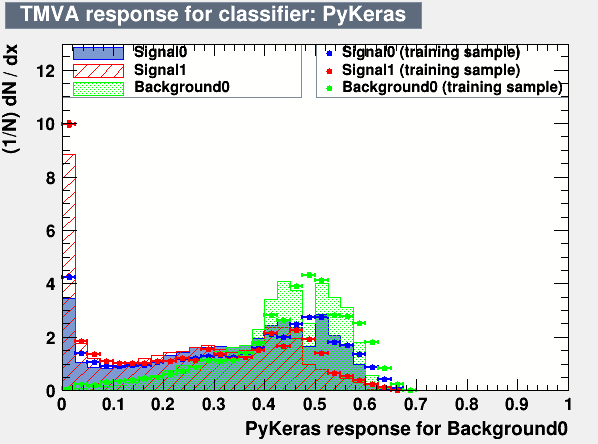 TMVA response for classifier: PyKeras
(1/N) dN / dx
Signal0
Signal1
Background0
Signal0 (training sample)
Signal1 (training sample)
Background0 (training sample)
12
10
8
6
4
2
0
0 0.1 0.2 0.3 0.4 0.5 0.6 0.7 0.8 0.9 1
PyKeras response for Background0